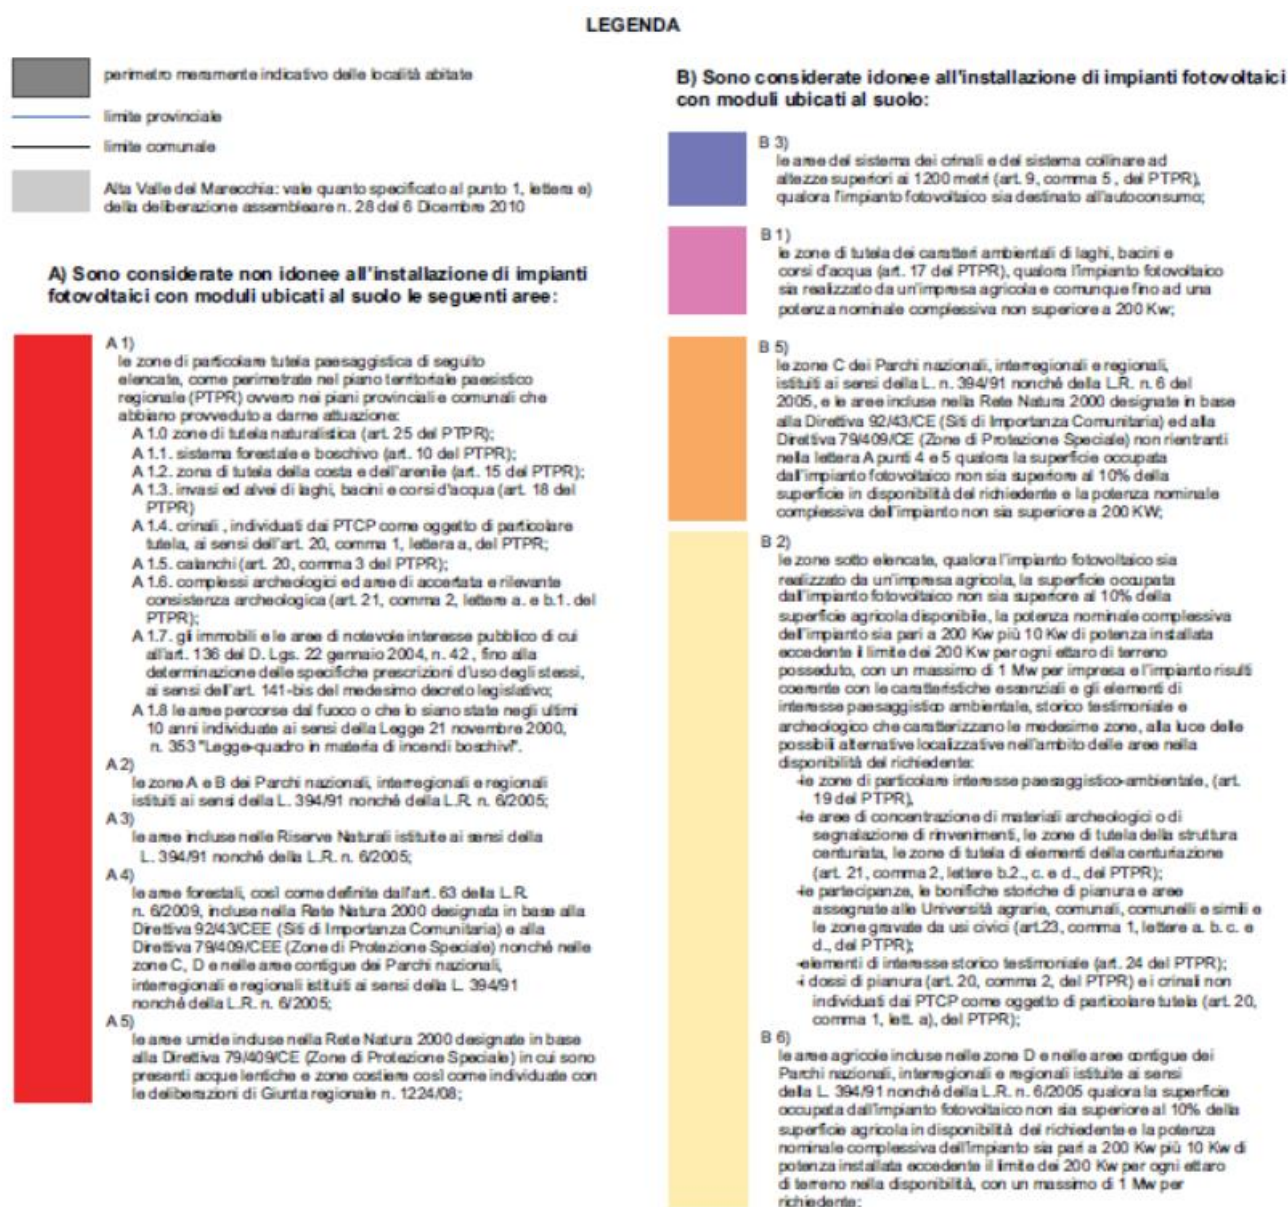 LEGENDA
perimetro meramente indicativo delle località abitate
limite provinciale
limite comunale
Alta Valle del Marecchia: vale quanto specificato al punto 1, lettera e)
della deliberazione assembleare n. 28 del 6 Dicembre 2010
A) Sono considerate non idonee all'installazione di impianti
fotovoltaici con moduli ubicati al suolo le seguenti aree:
A 1)
le zone di particolare tutela paesaggistica di seguito
elencate, come perimetrate nel piano territoriale paesistico
regionale (PTPR) ovvero nei piani provinciali e comunali che
abbiano provveduto a darne attuazione:
A 1.0 zone di tutela naturalistica (art. 25 del PTPR);
A 1.1. sistema forestale e boschivo (art. 10 del PTPR);
A 1.2. zona di tutela della costa e dell'arenile (art. 15 del PTPR);
A 1.3. invasi ed alvei di laghi, bacini e corsi d'acqua (art. 18 del
PTPR)
A 1.4. crinali , individuati dai PTCP come oggetto di particolare
tutela, ai sensi dell'art. 20, comma 1, lettera a, del PTPR;
A 1.5. calanchi (art. 20, comma 3 del PTPR);
A 1.6. complessi archeologici ed aree di accertata e rilevante
consistenza archeologica (art. 21, comma 2, lettere a. e b.1. del
PTPR);
A 1.7. gli immobili e le aree di notevole interesse pubblico di cui
all'art. 136 del D. Lgs. 22 gennaio 2004, n. 42 , fino alla
determinazione delle specifiche prescrizioni d'uso degli stessi,
ai sensi dell'art. 141-bis del medesimo decreto legislativo;
A 1.8 le aree percorse dal fuoco o che lo siano state negli ultimi
10 anni individuate ai sensi della Legge 21 novembre 2000,
n. 353 "Legge-quadro in materia di incendi boschivi".
A 2)
le zone A e B dei Parchi nazionali, interregionali e regionali
istituiti ai sensi della L. 394/91 nonché della L.R. n. 6/2005;
A 3)
le aree incluse nelle Riserve Naturali istituite ai sensi della
L. 394/91 nonché della L.R. n. 6/2005;
A 4)
le aree forestali, così come definite dall'art. 63 della L.R.
n. 6/2009, incluse nella Rete Natura 2000 designata in base alla
Direttiva 92/43/CEE (Siti di Importanza Comunitaria) e alla
Direttiva 79/409/CEE (Zone di Protezione Speciale) nonché nelle
zone C, D e nelle aree contigue dei Parchi nazionali,
interregionali e regionali istituiti ai sensi della L. 394/91
nonché della L.R. n. 6/2005;
A 5)
le aree umide incluse nella Rete Natura 2000 designate in base
alla Direttiva 79/409/CE (Zone di Protezione Speciale) in cui sono
presenti acque lentiche e zone costiere così come individuate con
le deliberazioni di Giunta regionale n. 1224/08;
B) Sono considerate idonee all'installazione di impianti fotovoltaici
con moduli ubicati al suolo:
B 3)
le aree del sistema dei crinali e del sistema collinare ad
altezze superiori ai 1200 metri (art. 9, comma 5 , del PTPR),
qualora l'impianto fotovoltaico sia destinato all'autoconsumo;
B 1)
le zone di tutela dei caratteri ambientali di laghi, bacini e
corsi d'acqua (art. 17 del PTPR), qualora l'impianto fotovoltaico
sia realizzato da un'impresa agricola e comunque fino ad una
potenza nominale complessiva non superiore a 200 Kw;
B 5)
le zone C dei Parchi nazionali, interregionali e regionali,
istituiti ai sensi della L. n. 394/91 nonché della L.R. n. 6 del
2005, e le aree incluse nella Rete Natura 2000 designate in base
alla Direttiva 92/43/CE (Siti di Importanza Comunitaria) ed alla
Direttiva 79/409/CE (Zone di Protezione Speciale) non rientranti
nella lettera A punti 4 e 5 qualora la superficie occupata
dall'impianto fotovoltaico non sia superiore al 10% della
superficie in disponibilità del richiedente e la potenza nominale
complessiva dell'impianto non sia superiore a 200 KW;
B 2)
le zone sotto elencate, qualora l'impianto fotovoltaico sia
realizzato da un'impresa agricola, la superficie occupata
dall'impianto fotovoltaico non sia superiore al 10% della
superficie agricola disponibile, la potenza nominale complessiva
dell'impianto sia pari a 200 Kw più 10 Kw di potenza installata
eccedente il limite dei 200 Kw per ogni ettaro di terreno
posseduto, con un massimo di 1 Mw per impresa e l'impianto risulti
coerente con le caratteristiche essenziali e gli elementi di
interesse paesaggistico ambientale, storico testimoniale e
archeologico che caratterizzano le medesime zone, alla luce delle
possibili alternative localizzative nell'ambito delle aree nella
disponibilità del richiedente:
-le zone di particolare interesse paesaggistico-ambientale, (art.
19 del PTPR),
-le aree di concentrazione di materiali archeologici o di
segnalazione di rinvenimenti, le zone di tutela della struttura
centuriata, le zone di tutela di elementi della centuriazione
(art. 21, comma 2, lettere b.2., c. e d., del PTPR);
-le partecipanze, le bonifiche storiche di pianura e aree
assegnate alle Università agrarie, comunali, comunelli e simili e
le zone gravate da usi civici (art.23, comma 1, lettere a. b. c. e
d., del PTPR);
-elementi di interesse storico testimoniale (art. 24 del PTPR);
-i dossi di pianura (art. 20, comma 2, del PTPR) e i crinali non
individuati dai PTCP come oggetto di particolare tutela (art. 20,
comma 1, lett. a), del PTPR);
B 6)
le aree agricole incluse nelle zone D e nelle aree contigue dei
Parchi nazionali, interregionali e regionali istituite ai sensi
della L. 394/91 nonché della L.R. n. 6/2005 qualora la superficie
occupata dall'impianto fotovoltaico non sia superiore al 10% della
superficie agricola in disponibilità del richiedente e la potenza
nominale complessiva dell'impianto sia pari a 200 Kw più 10 Kw di
potenza installata eccedente il limite dei 200 Kw per ogni ettaro
di terreno nella disponibilità, con un massimo di 1 Mw per
richiedente;